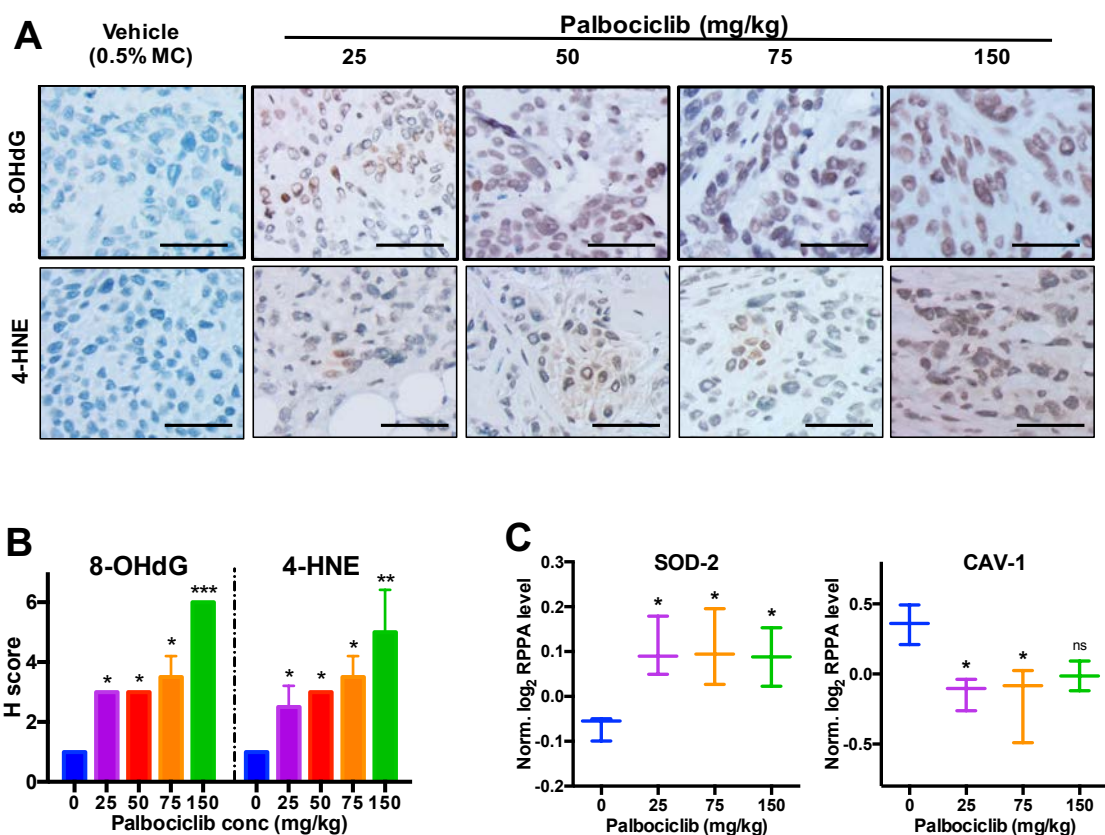 A
Vehicle
(0.5% MC)
Palbociclib (mg/kg)
25 50 75 150
8-OHdG
4-HNE
B
8-OHdG 4-HNE
H score
6
4
2
0
* * * ***
* * * **
0 25 50 75 150 0 25 50 75 150
Palbociclib conc (mg/kg)
C
SOD-2
Norm. log2 RPPA level
0.3
0.2
0.1
0.0
-0.1
-0.2
* * *
0 25 75 150
Palbociclib (mg/kg)
CAV-1
Norm. log2 RPPA level
0.5
0.0
-0.5
* * ns
0 25 75 150
Palbociclib (mg/kg)